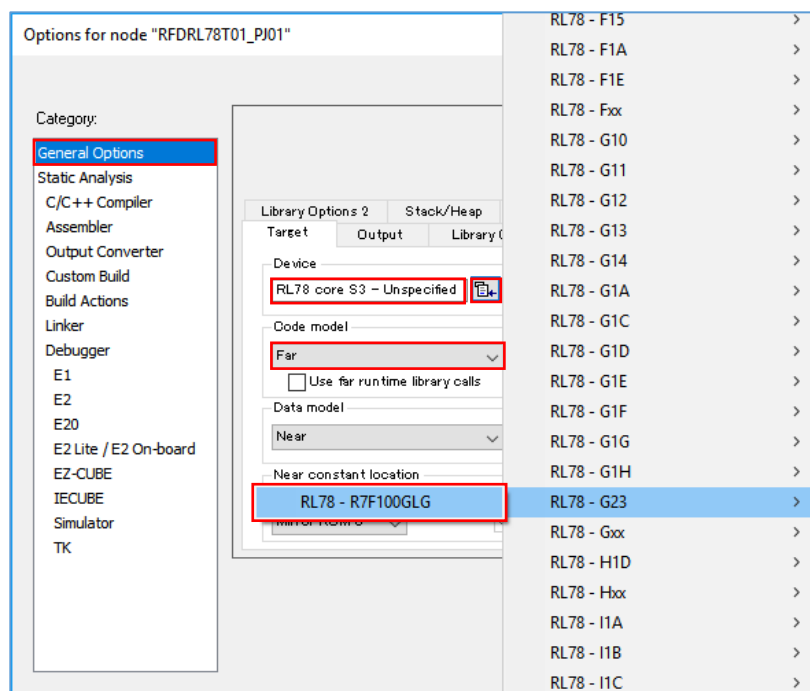 Options for node "RFDRL78T01_PJ01"
Category:
General Options
Static Analysis
C/C++ Compiler
Assembler
Output Converter
Custom Build
Build Actions
Linker
Debugger
E1
E2
E20
E2 Lite / E2 On-board
EZ-CUBE
IECUBE
Simulator
TK
Library Options 2
Stack/Heap
Target
Output
Library
Device
RL78 core S3 - Unspecified
Code model
Far
Use far runtime library calls
Data model
Near
Near constant location
RL78 - R7F100GLG
RL78 - F15
RL78 - F1A
RL78 - F1E
RL78 - Fxx
RL78 - G10
RL78 - G11
RL78 - G12
RL78 - G13
RL78 - G14
RL78 - G1A
RL78 - G1C
RL78 - G1D
RL78 - G1E
RL78 - G1F
RL78 - G1G
RL78 - G1H
RL78 - G23
RL78 - Gxx
RL78 - H1D
RL78 - Hxx
RL78 - I1A
RL78 - I1B
RL78 - I1C